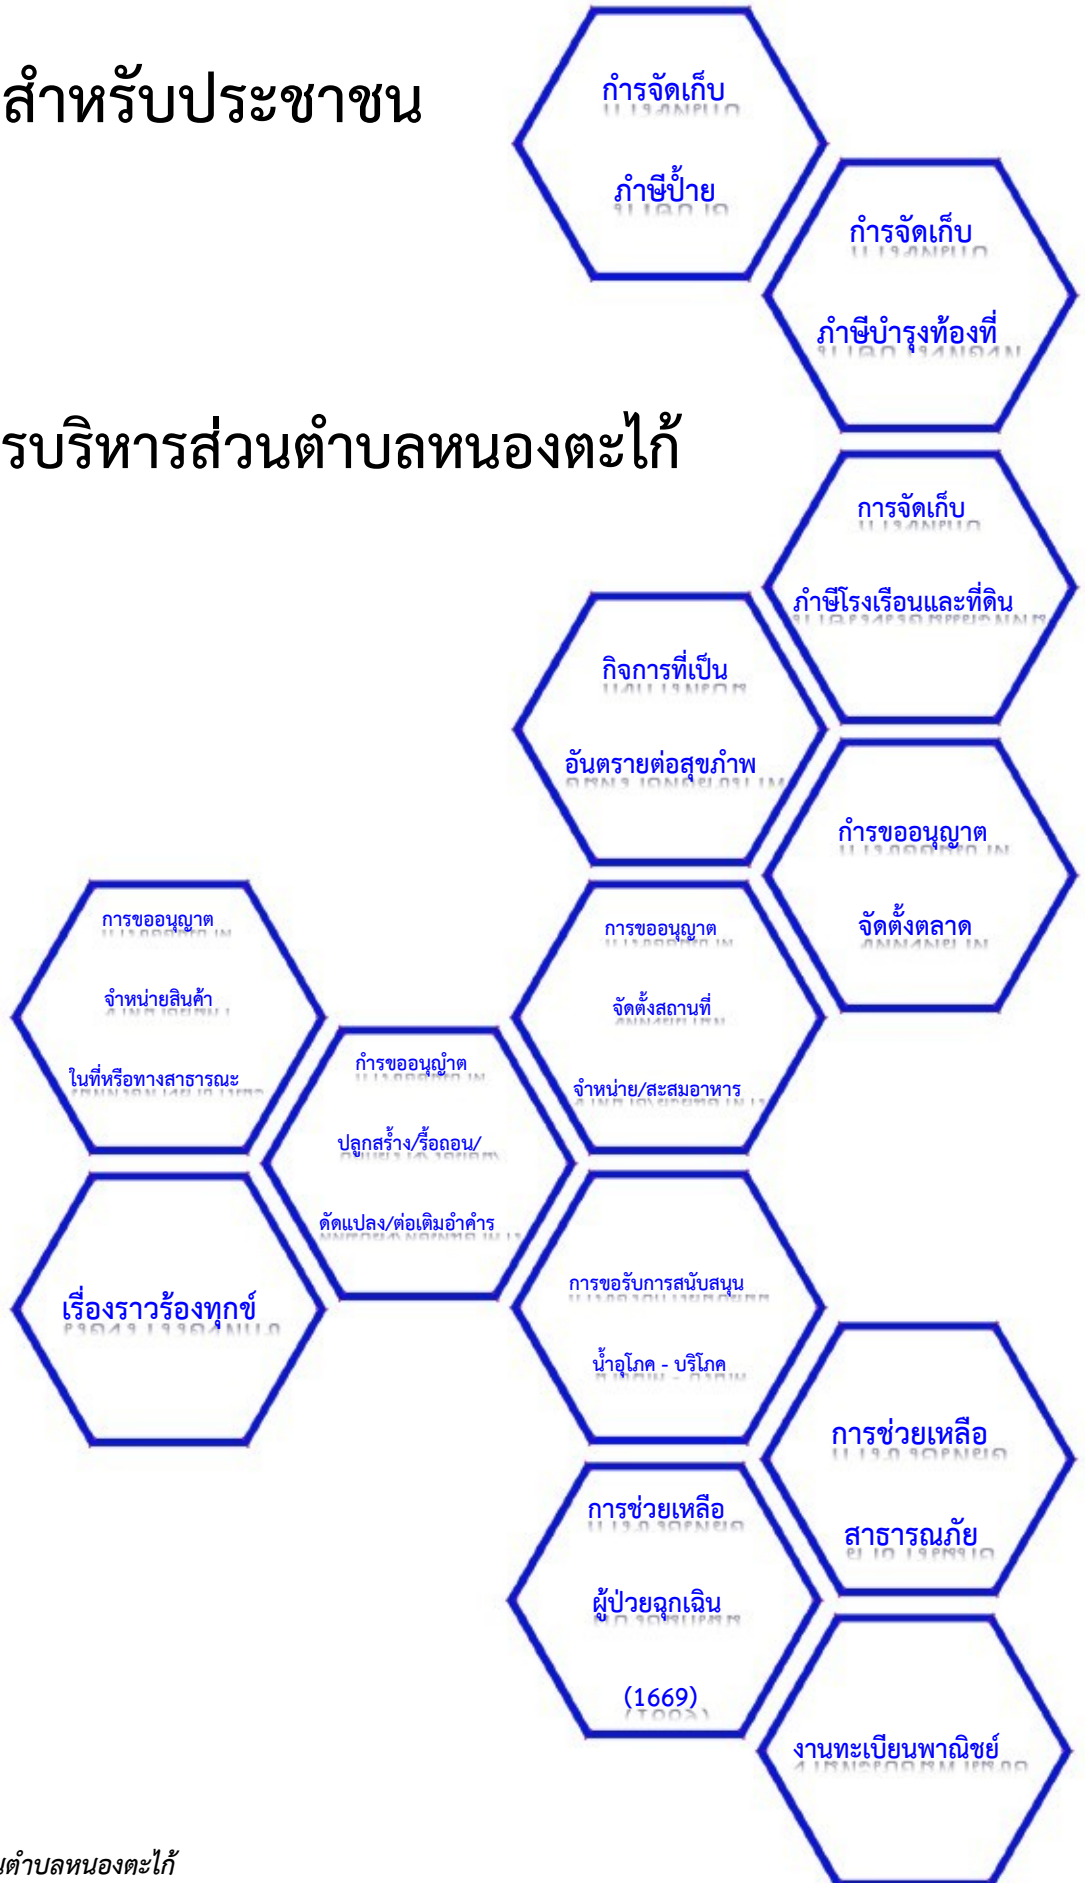 สำหรับประชาชน
กำรจัดเก็บ
ภำษีป้ำย
กำรจัดเก็บ
ภำษีบำรุงท้องที่
รบริหารส่วนตำบลหนองตะไก้
การจัดเก็บ
ภำษีโรงเรือนและที่ดิน
กิจการที่เป็น
อันตรายต่อสุขภำพ
กำรขออนุญาต
จัดตั้งตลาด
การขออนุญาต
จำหน่ายสินค้า
ในที่หรือทางสาธารณะ
การขออนุญาต
จัดตั้งสถานที่
จำหน่าย/สะสมอาหาร
กำรขออนุญำต
ปลูกสร้ำง/รื้อถอน/
ดัดแปลง/ต่อเติมอำคำร
เรื่องราวร้องทุกข์
การขอรับการสนับสนุน
น้ำอุโภค - บริโภค
การช่วยเหลือ
สาธารณภัย
การช่วยเหลือ
ผู้ป่วยฉุกเฉิน
(1669)
งานทะเบียนพาณิชย์
นตำบลหนองตะไก้